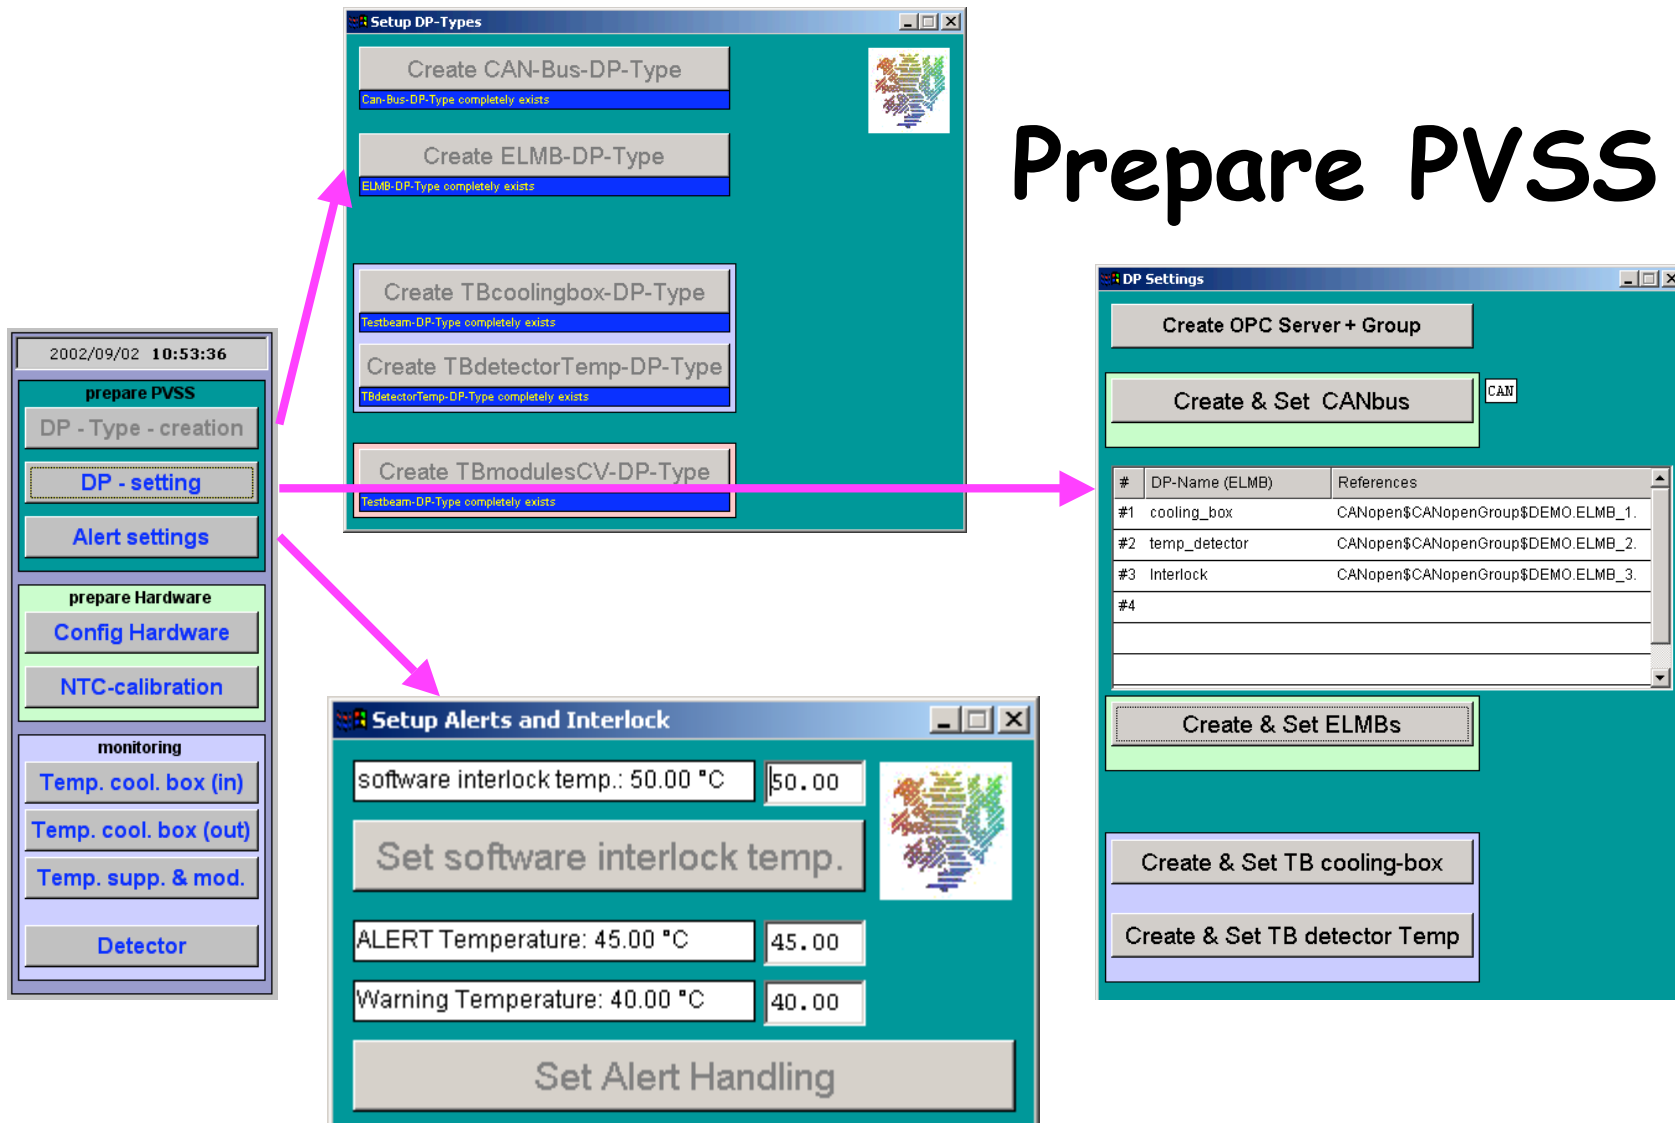 Prepare PVSS
Setup DP-Types
Create CAN-Bus-DP-Type
Can-Bus-DP-Type completely exists
Create ELMB-DP-Type
ELMB-DP-Type completely exists
Create TBcoolingbox-DP-Type
Testbeam-DP-Type completely exists
Create TBdetectorTemp-DP-Type
TBdetectorTemp-DP-Type completely exists
Create TBmodulesCV-DP-Type
Testbeam-DP-Type completely exists
2002/09/02 10:53:36
prepare PVSS
DP - Type - creation
DP - setting
Alert settings
prepare Hardware
Config Hardware
NTC-calibration
monitoring
Temp. cool. box (in)
Temp. cool. box (out)
Temp. supp. & mod.
Detector
Setup Alerts and Interlock
software interlock temp.: 50.00 °C 50.00
Set software interlock temp.
ALERT Temperature: 45.00 °C 45.00
Warning Temperature: 40.00 °C 40.00
Set Alert Handling
DP Settings
Create OPC Server + Group
Create & Set CANbus CAN
# DP-Name (ELMB) References
#1 cooling_box CANopen$CANopenGroup$DEMO.ELMB_1.
#2 temp_detector CANopen$CANopenGroup$DEMO.ELMB_2.
#3 Interlock CANopen$CANopenGroup$DEMO.ELMB_3.
#4
Create & Set ELMBs
Create & Set TB cooling-box
Create & Set TB detector Temp